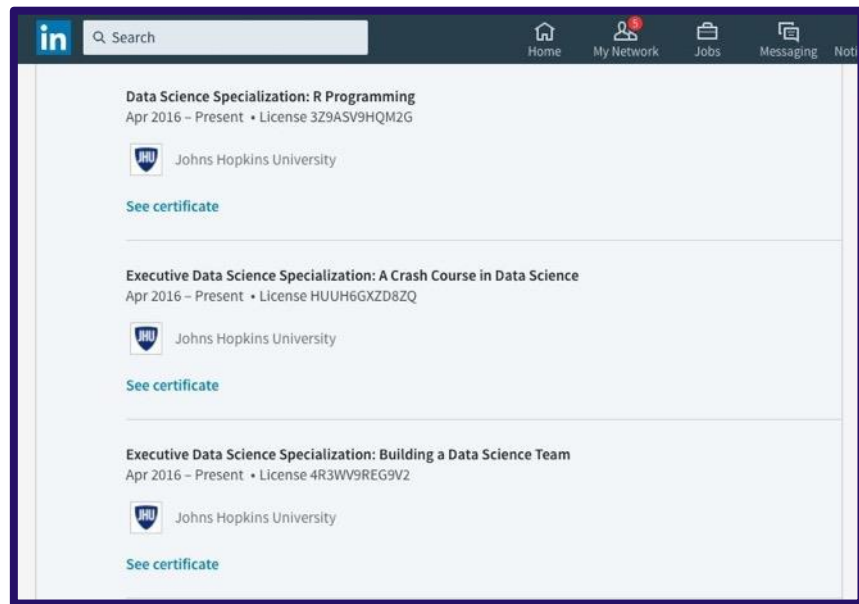 in
Search
5
Home
My Network
Jobs
Messaging
Noti
Data Science Specialization: R Programming
Apr 2016 – Present • License 3Z9ASV9HQM2G
JHU
Johns Hopkins University
See certificate
Executive Data Science Specialization: A Crash Course in Data Science
Apr 2016 – Present • License HUUH6GXZD8ZQ
JHU
Johns Hopkins University
See certificate
Executive Data Science Specialization: Building a Data Science Team
Apr 2016 – Present • License 4R3WV9REG9V2
JHU
Johns Hopkins University
See certificate